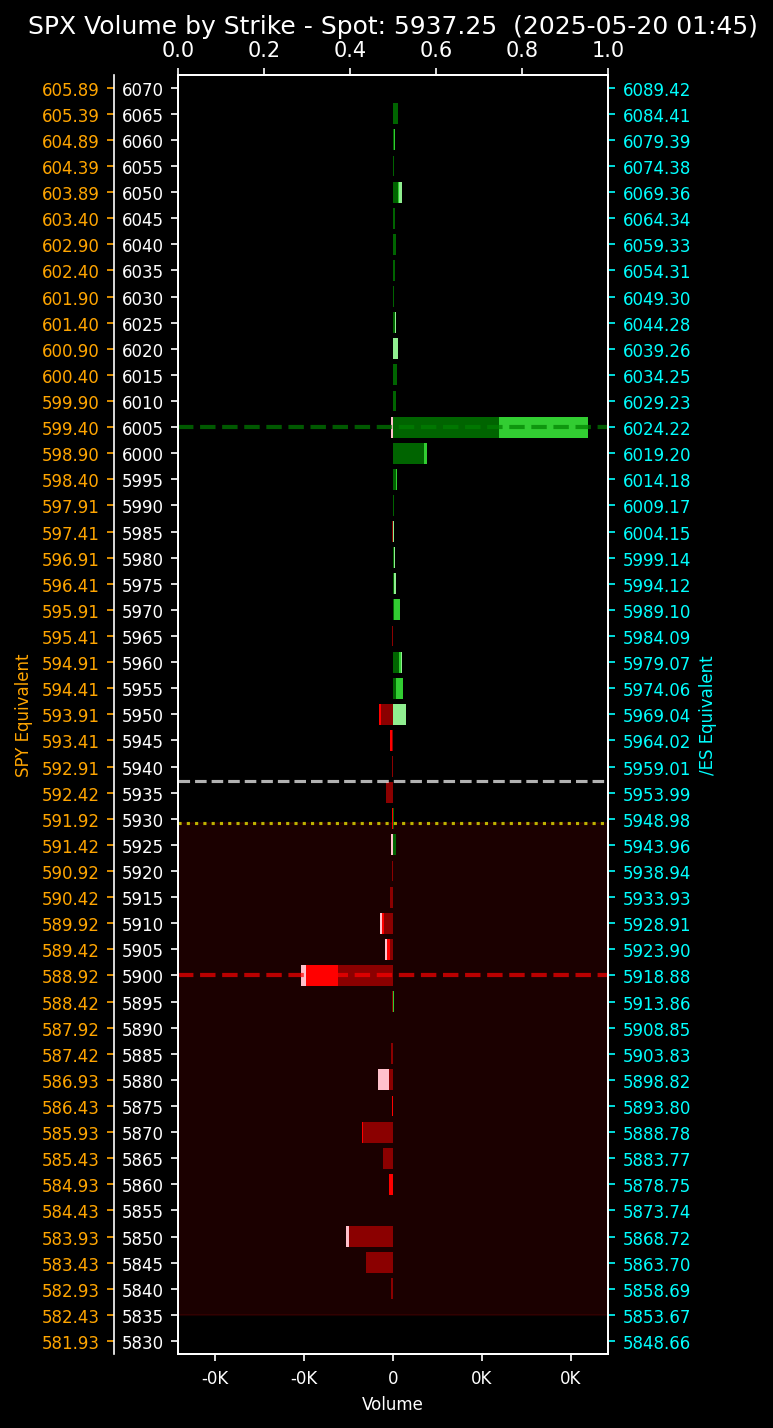 SPX Volume by Strike - Spot: 5937.25 (2025-05-20 01:45)
0.0 0.2 0.4 0.6 0.8 1.0
605.89 6070 6089.42
605.39 6065 6084.41
604.89 6060 6079.39
604.39 6055 6074.38
603.89 6050 6069.36
603.40 6045 6064.34
602.90 6040 6059.33
602.40 6035 6054.31
601.90 6030 6049.30
601.40 6025 6044.28
600.90 6020 6039.26
600.40 6015 6034.25
599.90 6010 6029.23
599.40 6005 6024.22
598.90 6000 6019.20
598.40 5995 6014.18
597.91 5990 6009.17
597.41 5985 6004.15
596.91 5980 5999.14
596.41 5975 5994.12
595.91 5970 5989.10
595.41 5965 5984.09
594.91 5960 5979.07
594.41 5955 5974.06
593.91 5950 5969.04
593.41 5945 5964.02
592.91 5940 5959.01
592.42 5935 5953.99
591.92 5930 5948.98
591.42 5925 5943.96
590.92 5920 5938.94
590.42 5915 5933.93
589.92 5910 5928.91
589.42 5905 5923.90
588.92 5900 5918.88
588.42 5895 5913.86
587.92 5890 5908.85
587.42 5885 5903.83
586.93 5880 5898.82
586.43 5875 5893.80
585.93 5870 5888.78
585.43 5865 5883.77
584.93 5860 5878.75
584.43 5855 5873.74
583.93 5850 5868.72
583.43 5845 5863.70
582.93 5840 5858.69
582.43 5835 5853.67
581.93 5830 5848.66
SPY Equivalent
/ES Equivalent
-0K -0K 0 0K 0K
Volume